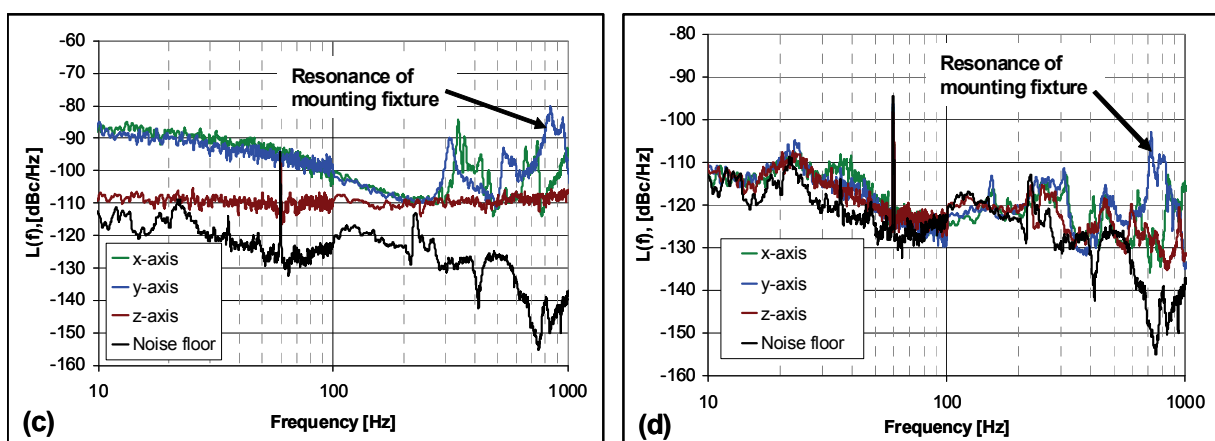 -60
-70
-80
-90
-100
-110
-120
-130
-140
-150
-160
L(f), [dBc/Hz]
Resonance of
mounting fixture
x-axis
y-axis
z-axis
Noise floor
10
100
1000
Frequency [Hz]
(c)
-80
-90
-100
-110
-120
-130
-140
-150
-160
L(f), [dBc/Hz]
Resonance of
mounting fixture
x-axis
y-axis
z-axis
Noise floor
10
100
1000
Frequency [Hz]
(d)